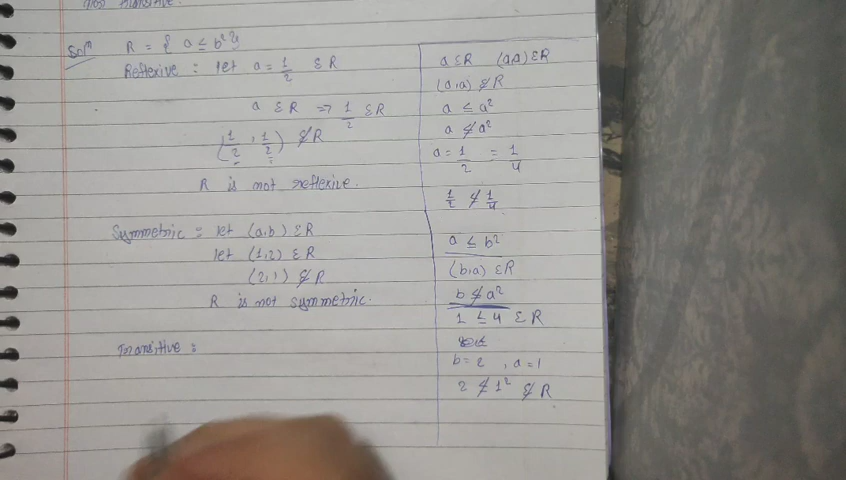 not transitive.
Solⁿ R = { a ≤ b² }
Reflexive : let a = 1/2 ∈ R
a ∈ R ⇒ 1/2 ∈ R
(1/2, 1/2) ∉ R
R is not reflexive.
Symmetric : let (a,b) ∈ R
let (1,2) ∈ R
(2,1) ∉ R
R is not symmetric.
Transitive :
a ∈ R (a,a) ∈ R
(a,a) ∉ R
a ≤ a²
a ≰ a²
a = 1/2 = 1/4
1/2 ≰ 1/4
a ≤ b²
(b,a) ∈ R
b ≰ a²
1 ≤ 4 ∈ R
b = 2 , a = 1
2 ≰ 1² ∉ R